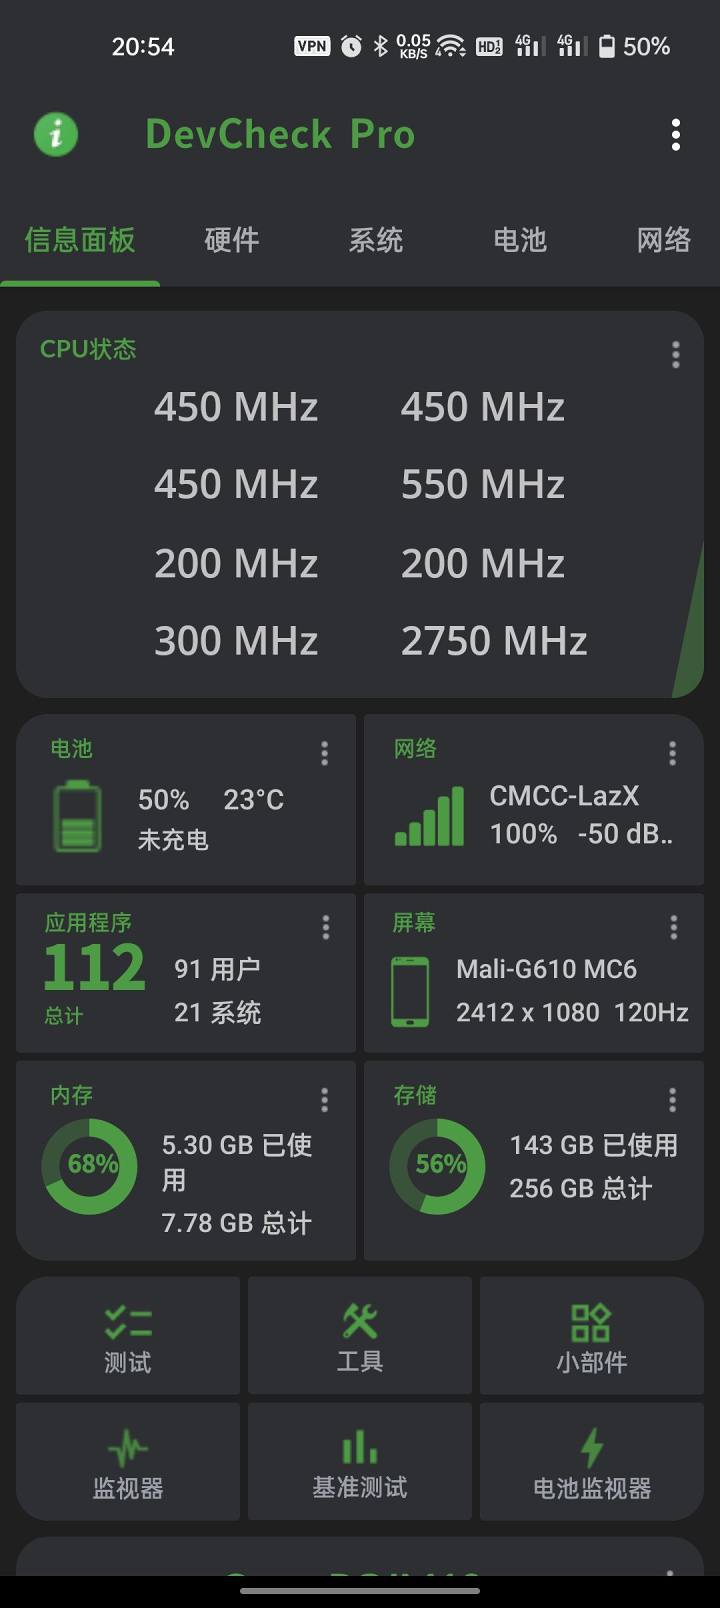 20:54 VPN 0.05 KB/S 4 HD 1 2 4G 4G 50%
i DevCheck Pro
信息面板 硬件 系统 电池 网络
CPU状态
450 MHz 450 MHz
450 MHz 550 MHz
200 MHz 200 MHz
300 MHz 2750 MHz
电池
50% 23°C
未充电
网络
CMCC-LazX
100% -50 dB..
应用程序
112
总计
91 用户
21 系统
屏幕
Mali-G610 MC6
2412 x 1080 120Hz
内存
68%
5.30 GB 已使
用
7.78 GB 总计
存储
56%
143 GB 已使用
256 GB 总计
测试 工具 小部件
监视器 基准测试 电池监视器